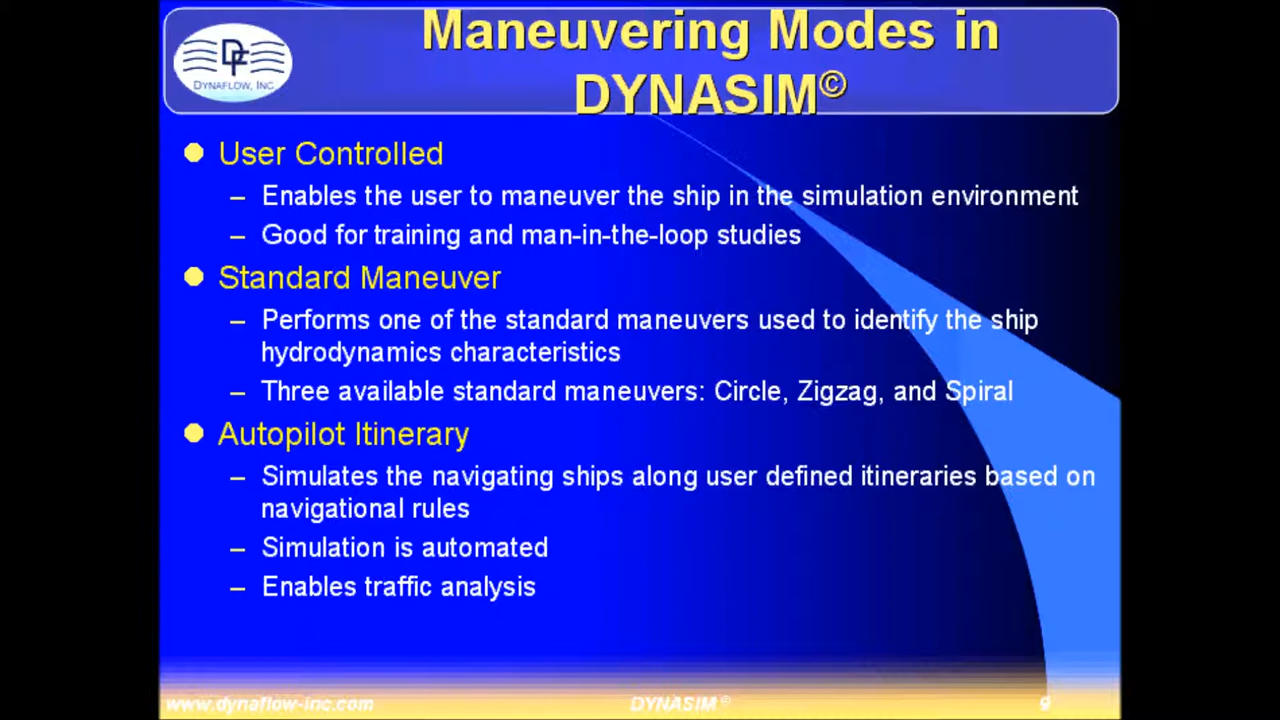 Maneuvering Modes in
DYNASIM©
DF
DYNAFLOW, INC.
● User Controlled
– Enables the user to maneuver the ship in the simulation environment
– Good for training and man-in-the-loop studies
● Standard Maneuver
– Performs one of the standard maneuvers used to identify the ship
hydrodynamics characteristics
– Three available standard maneuvers: Circle, Zigzag, and Spiral
● Autopilot Itinerary
– Simulates the navigating ships along user defined itineraries based on
navigational rules
– Simulation is automated
– Enables traffic analysis
www.dynaflow-inc.com DYNASIM© 9